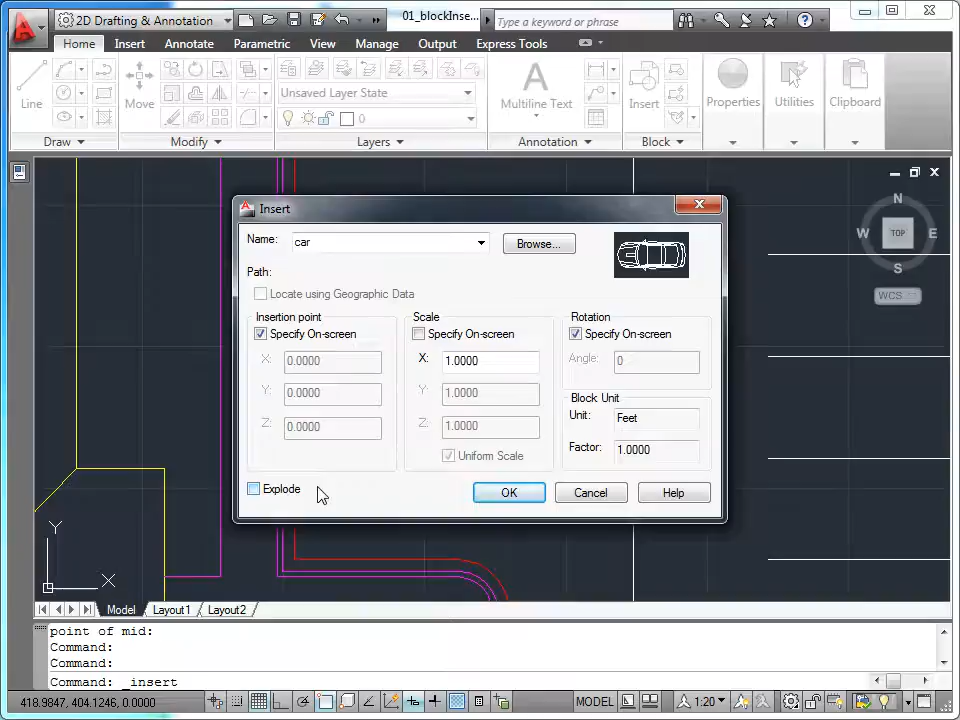 2D Drafting & Annotation
01_blockInse...
Type a keyword or phrase
Home Insert Annotate Parametric View Manage Output Express Tools
Line
Move
Unsaved Layer State
0
Multiline Text
Insert
Properties
Utilities
Clipboard
Draw
Modify
Layers
Annotation
Block
Insert
Name: car
Browse...
Path:
Locate using Geographic Data
Insertion point
Specify On-screen
X: 0.0000
Y: 0.0000
Z: 0.0000
Scale
Specify On-screen
X: 1.0000
Y: 1.0000
Z: 1.0000
Uniform Scale
Rotation
Specify On-screen
Angle: 0
Block Unit
Unit: Feet
Factor: 1.0000
Explode
OK
Cancel
Help
N
W TOP E
S
WCS
Y
X
Model Layout1 Layout2
point of mid:
Command:
Command:
Command: _insert
418.9847, 404.1246, 0.0000
MODEL
1:20